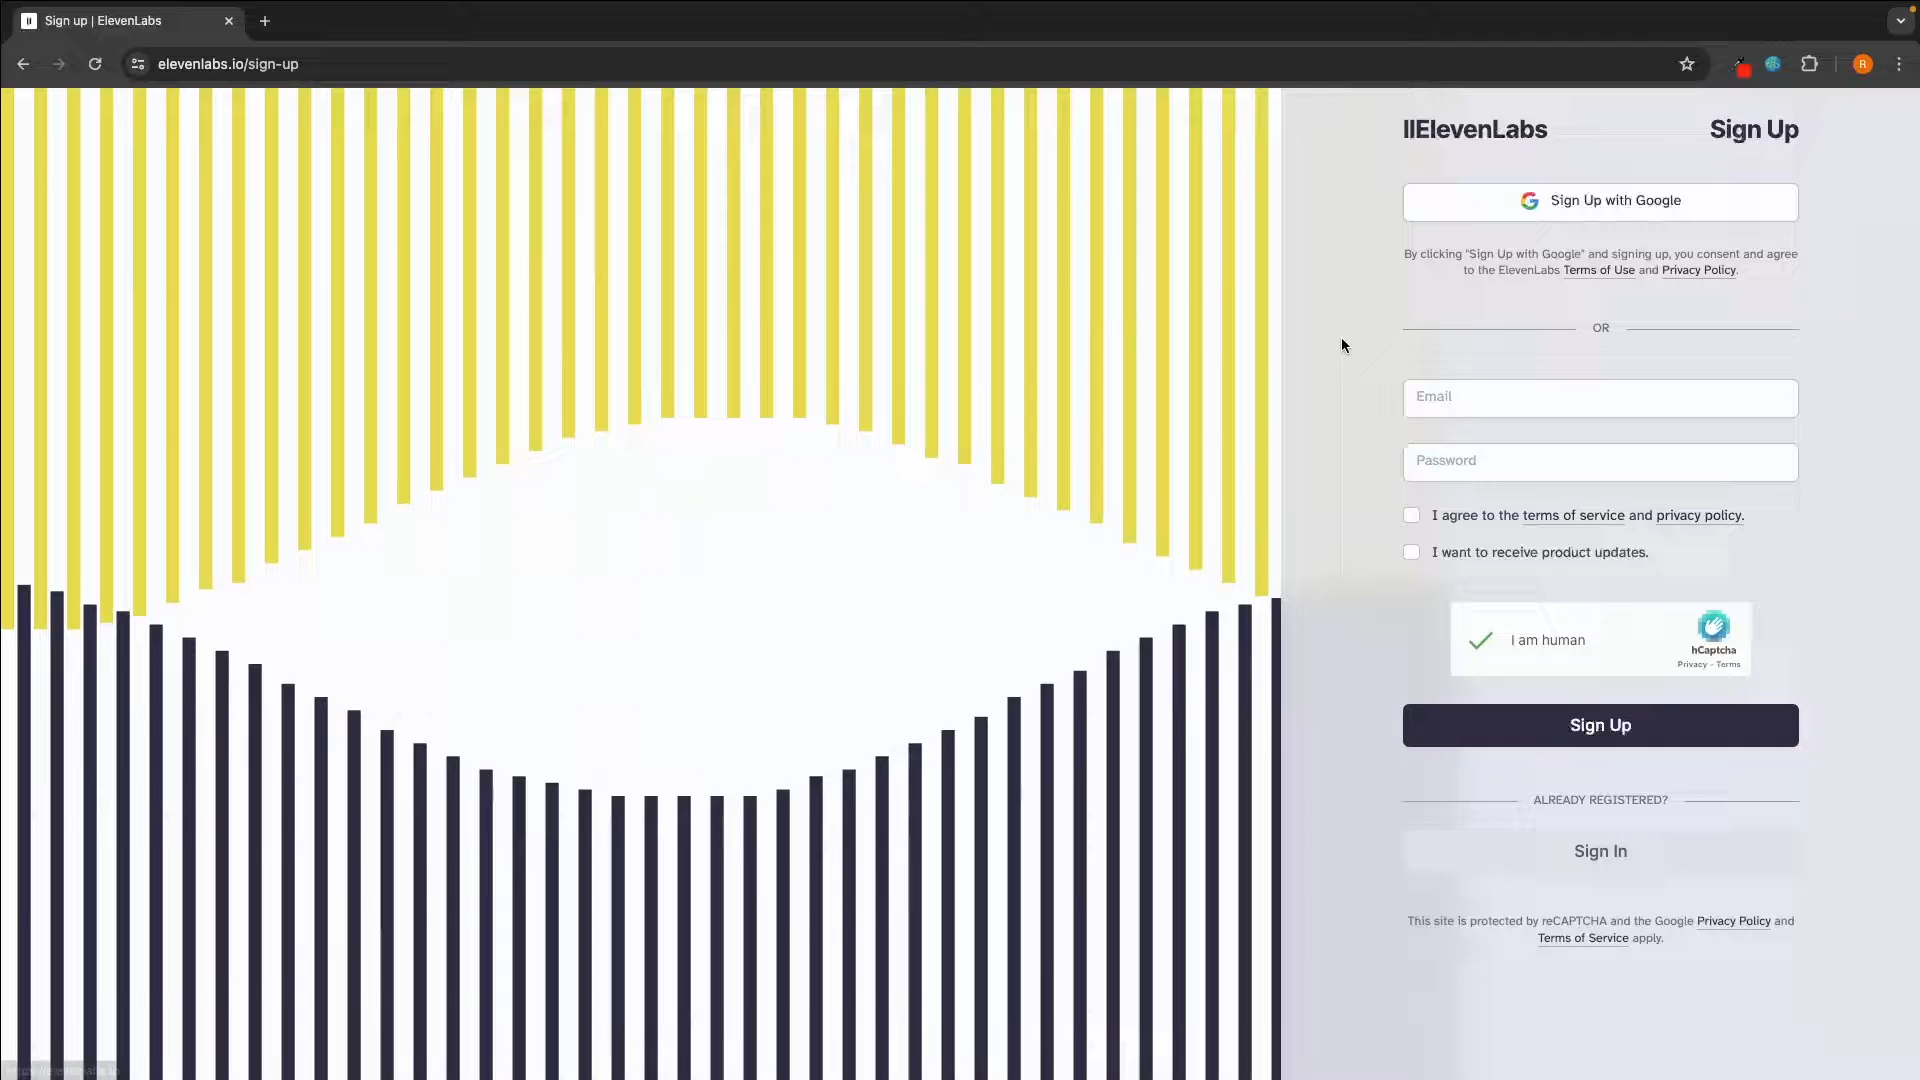 Sign up | ElevenLabs
elevenlabs.io/sign-up
R
IIElevenLabs
Sign Up
Sign Up with Google
By clicking "Sign Up with Google" and signing up, you consent and agree
to the ElevenLabs Terms of Use and Privacy Policy.
OR
Email
Password
I agree to the terms of service and privacy policy.
I want to receive product updates.
I am human
hCaptcha
Privacy - Terms
Sign Up
ALREADY REGISTERED?
Sign In
This site is protected by reCAPTCHA and the Google Privacy Policy and
Terms of Service apply.